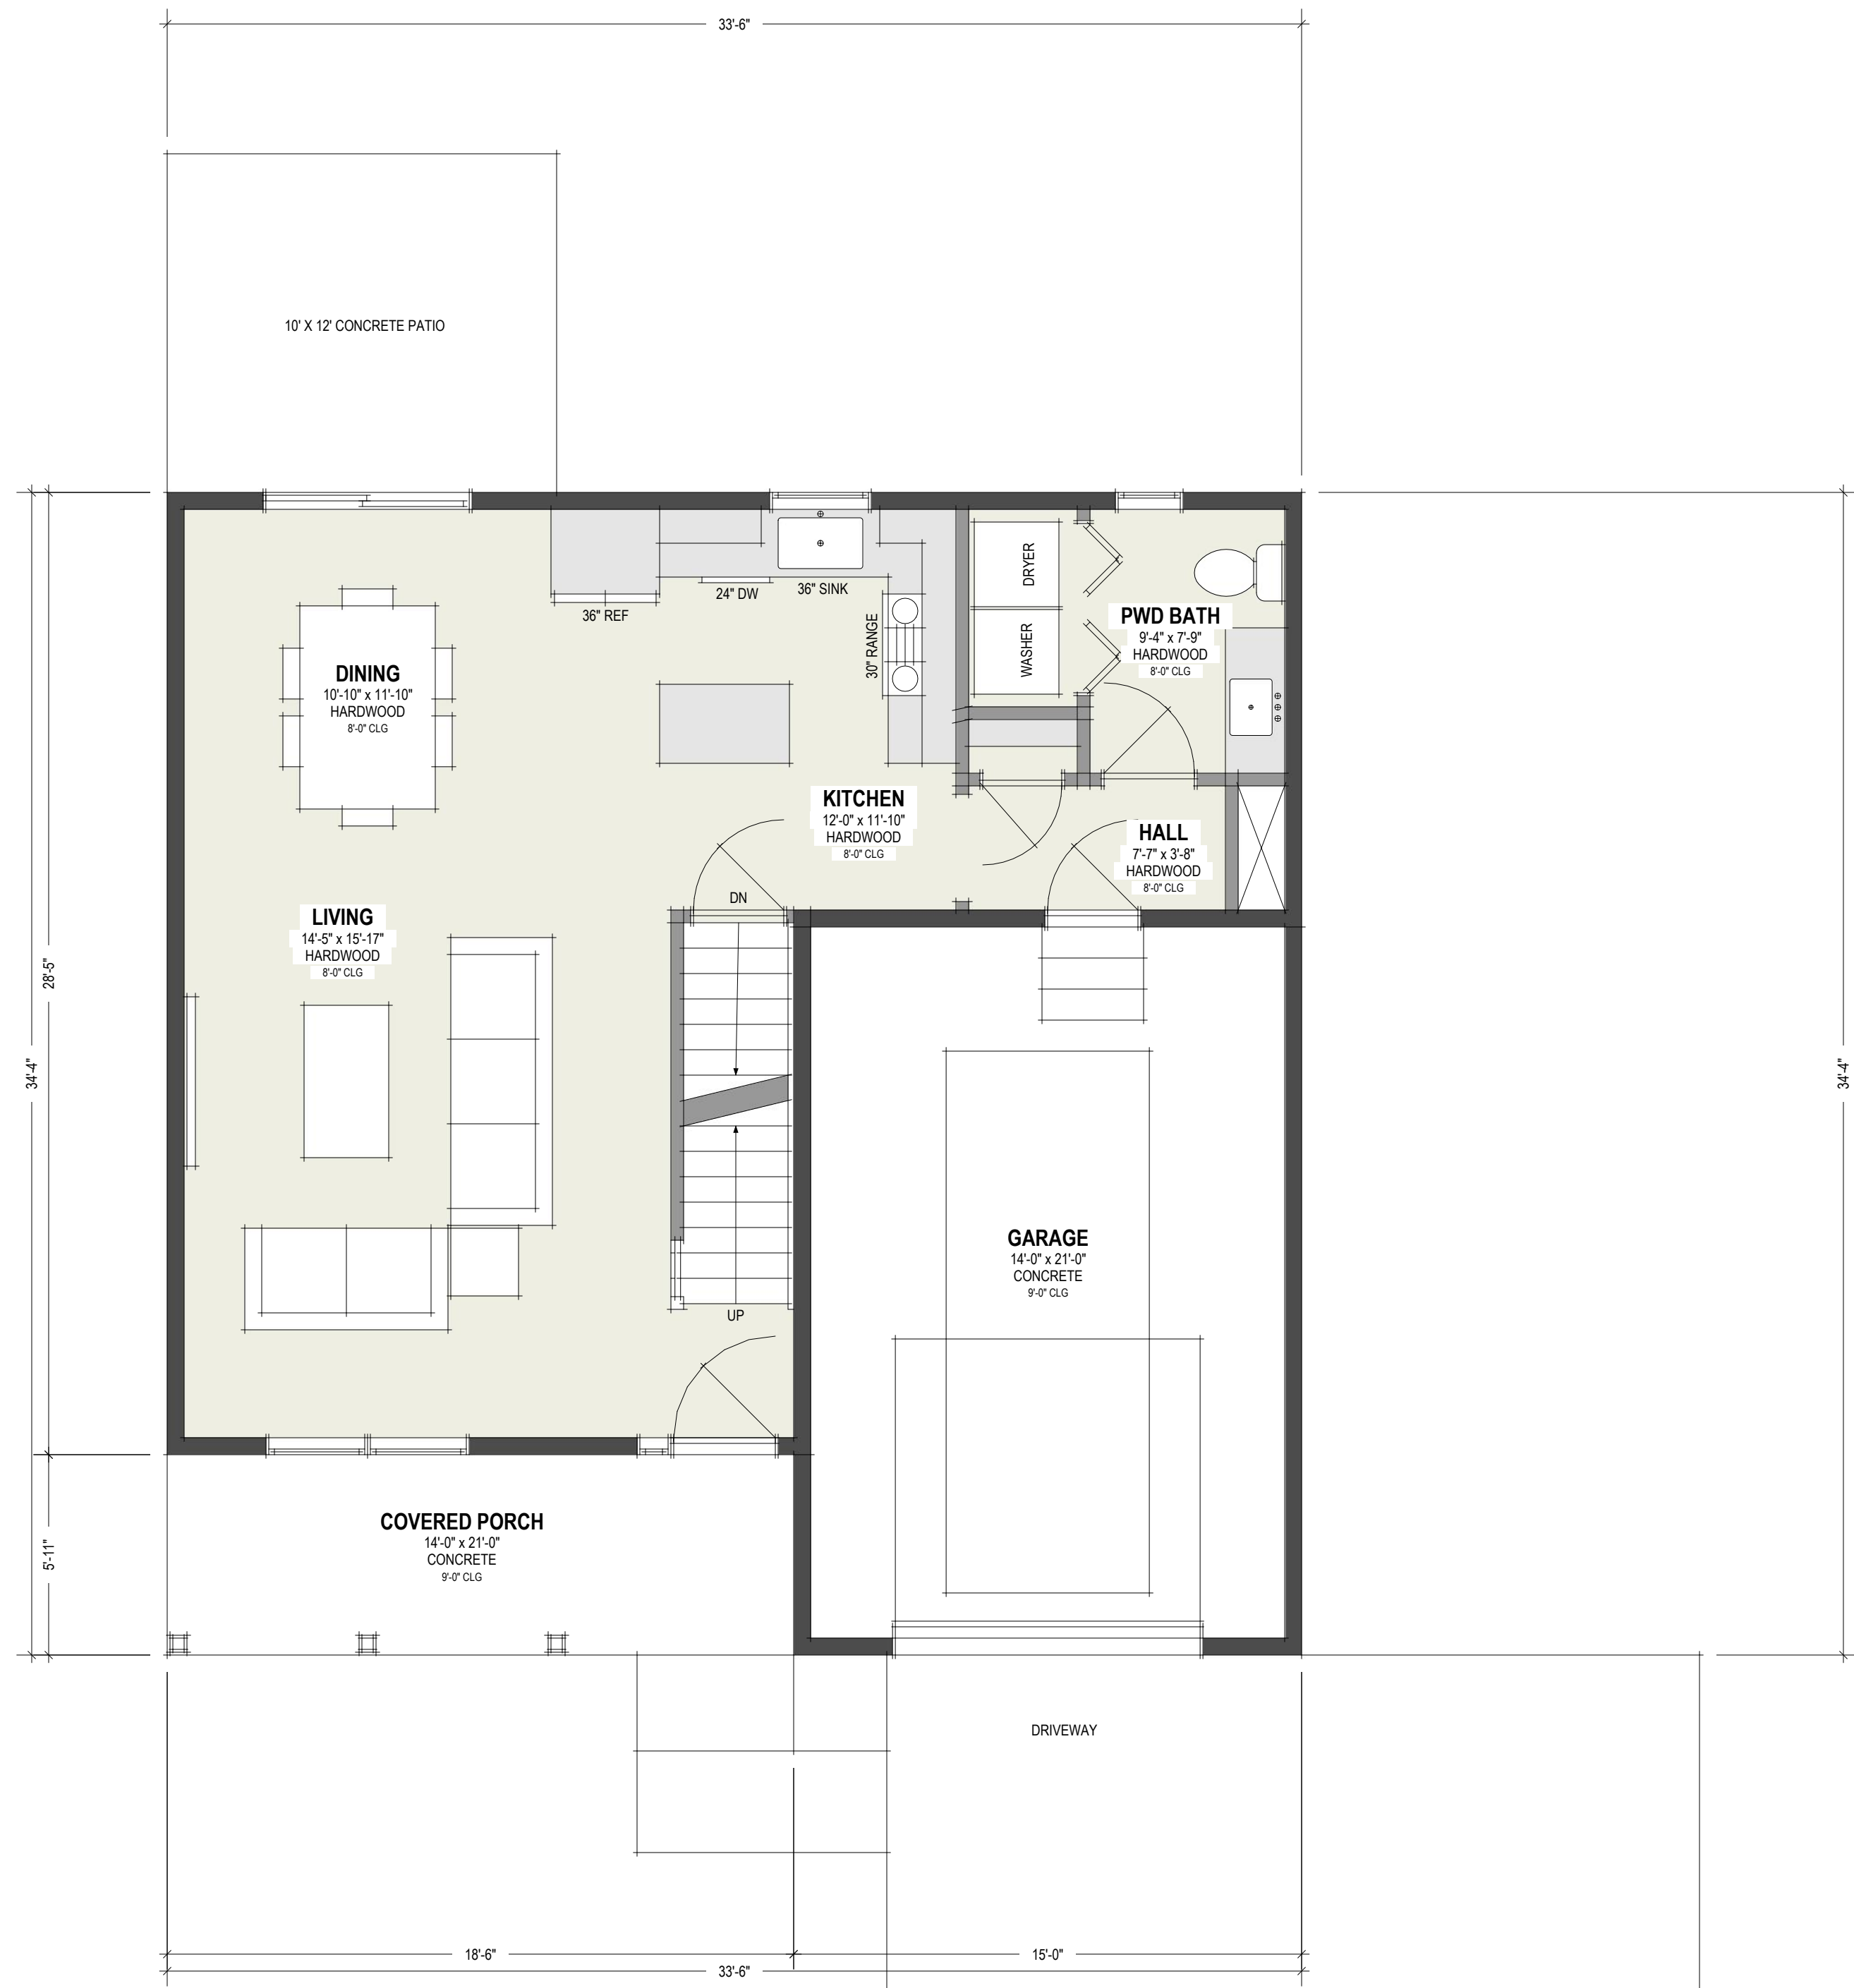 33'-6"
10' X 12' CONCRETE PATIO
36" REF
24" DW
36" SINK
30" RANGE
DRYER
WASHER
PWD BATH
9'-4" x 7'-9"
HARDWOOD
8'-0" CLG
DINING
10'-10" x 11'-10"
HARDWOOD
8'-0" CLG
KITCHEN
12'-0" x 11'-10"
HARDWOOD
8'-0" CLG
HALL
7'-7" x 3'-8"
HARDWOOD
8'-0" CLG
DN
LIVING
14'-5" x 15'-17"
HARDWOOD
8'-0" CLG
28'-5"
34'-4"
34'-4"
GARAGE
14'-0" x 21'-0"
CONCRETE
9'-0" CLG
UP
COVERED PORCH
14'-0" x 21'-0"
CONCRETE
9'-0" CLG
5'-11"
DRIVEWAY
18'-6"
15'-0"
33'-6"